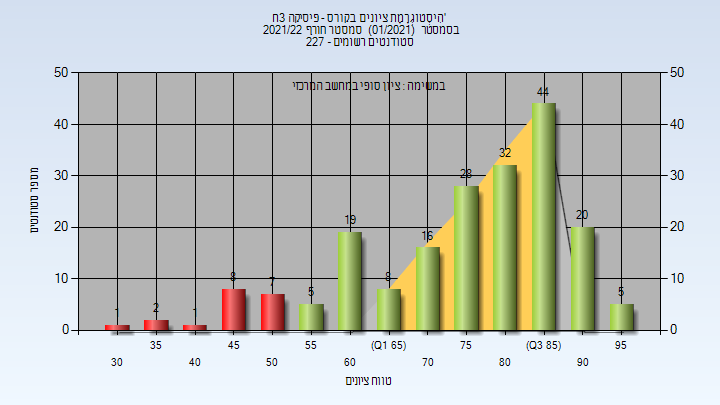 היסטוגרמת ציונים בקורס - פיסיקה 3ח'
בסמסטר (01/2021) סמסטר חורף 2021/22
סטודנטים רשומים - 227
במשימה : ציון סופי במחשב המרכזי
מספר סטודנטים
50 50
40 40
30 30
20 20
10 10
0 0
1 2 1 8 7 5 19 8 16 28 32 44 20 5
35 45 55 (Q1 65) 75 (Q3 85) 95
30 40 50 60 70 80 90
טווח ציונים